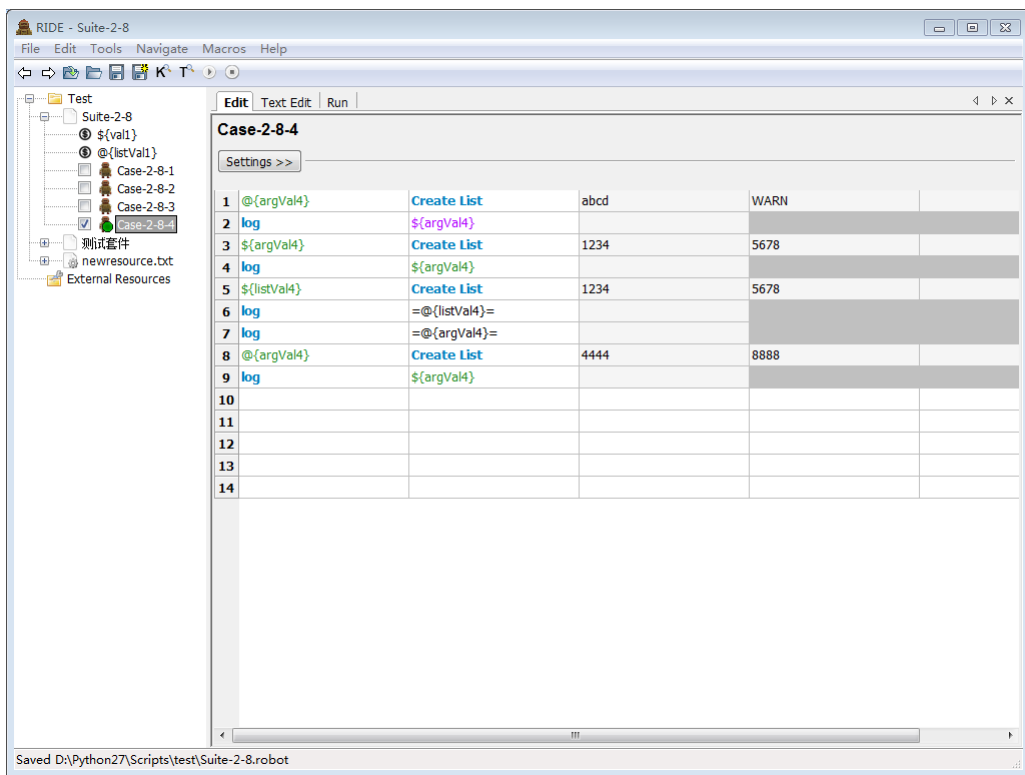 RIDE - Suite-2-8
File Edit Tools Navigate Macros Help
Test
Suite-2-8
${val1}
@{listVal1}
Case-2-8-1
Case-2-8-2
Case-2-8-3
Case-2-8-4
测试套件
newresource.txt
External Resources
Edit Text Edit Run
Case-2-8-4
Settings >>
1 @{argVal4} Create List abcd WARN
2 log ${argVal4}
3 ${argVal4} Create List 1234 5678
4 log ${argVal4}
5 ${listVal4} Create List 1234 5678
6 log =@{listVal4}=
7 log =@{argVal4}=
8 @{argVal4} Create List 4444 8888
9 log ${argVal4}
10
11
12
13
14
Saved D:\Python27\Scripts\test\Suite-2-8.robot